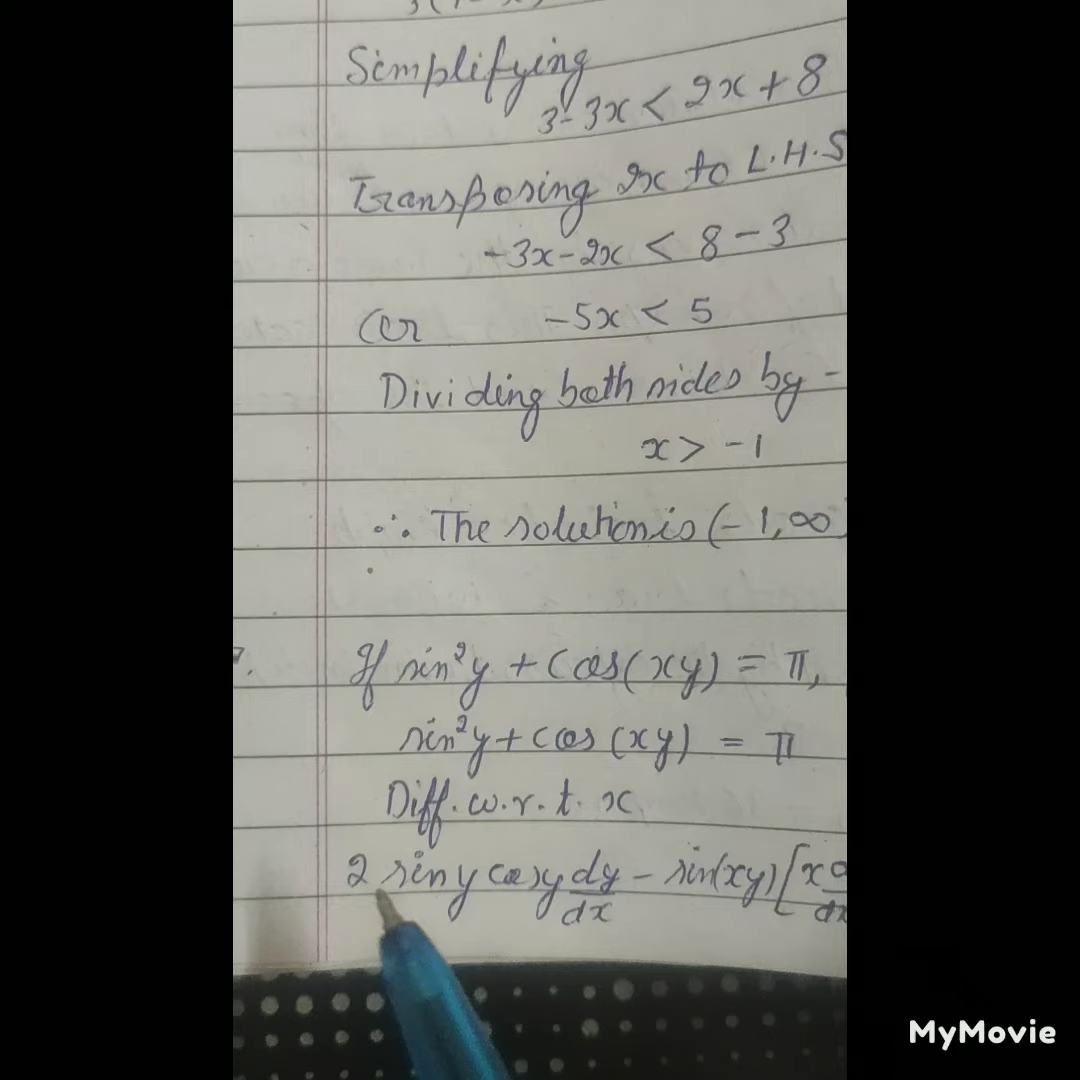 Simplifying
3-3x < 2x + 8
Transposing 2x to L.H.S
-3x-2x < 8-3
Or -5x < 5
Dividing both sides by -
x > -1
∴ The solution is (-1, ∞
7. If sin²y + Cos(xy) = π,
sin²y + cos (xy) = π
Diff. w.r.t. x
2 sin y cos y dy/dx - sin(xy) [x
MyMovie